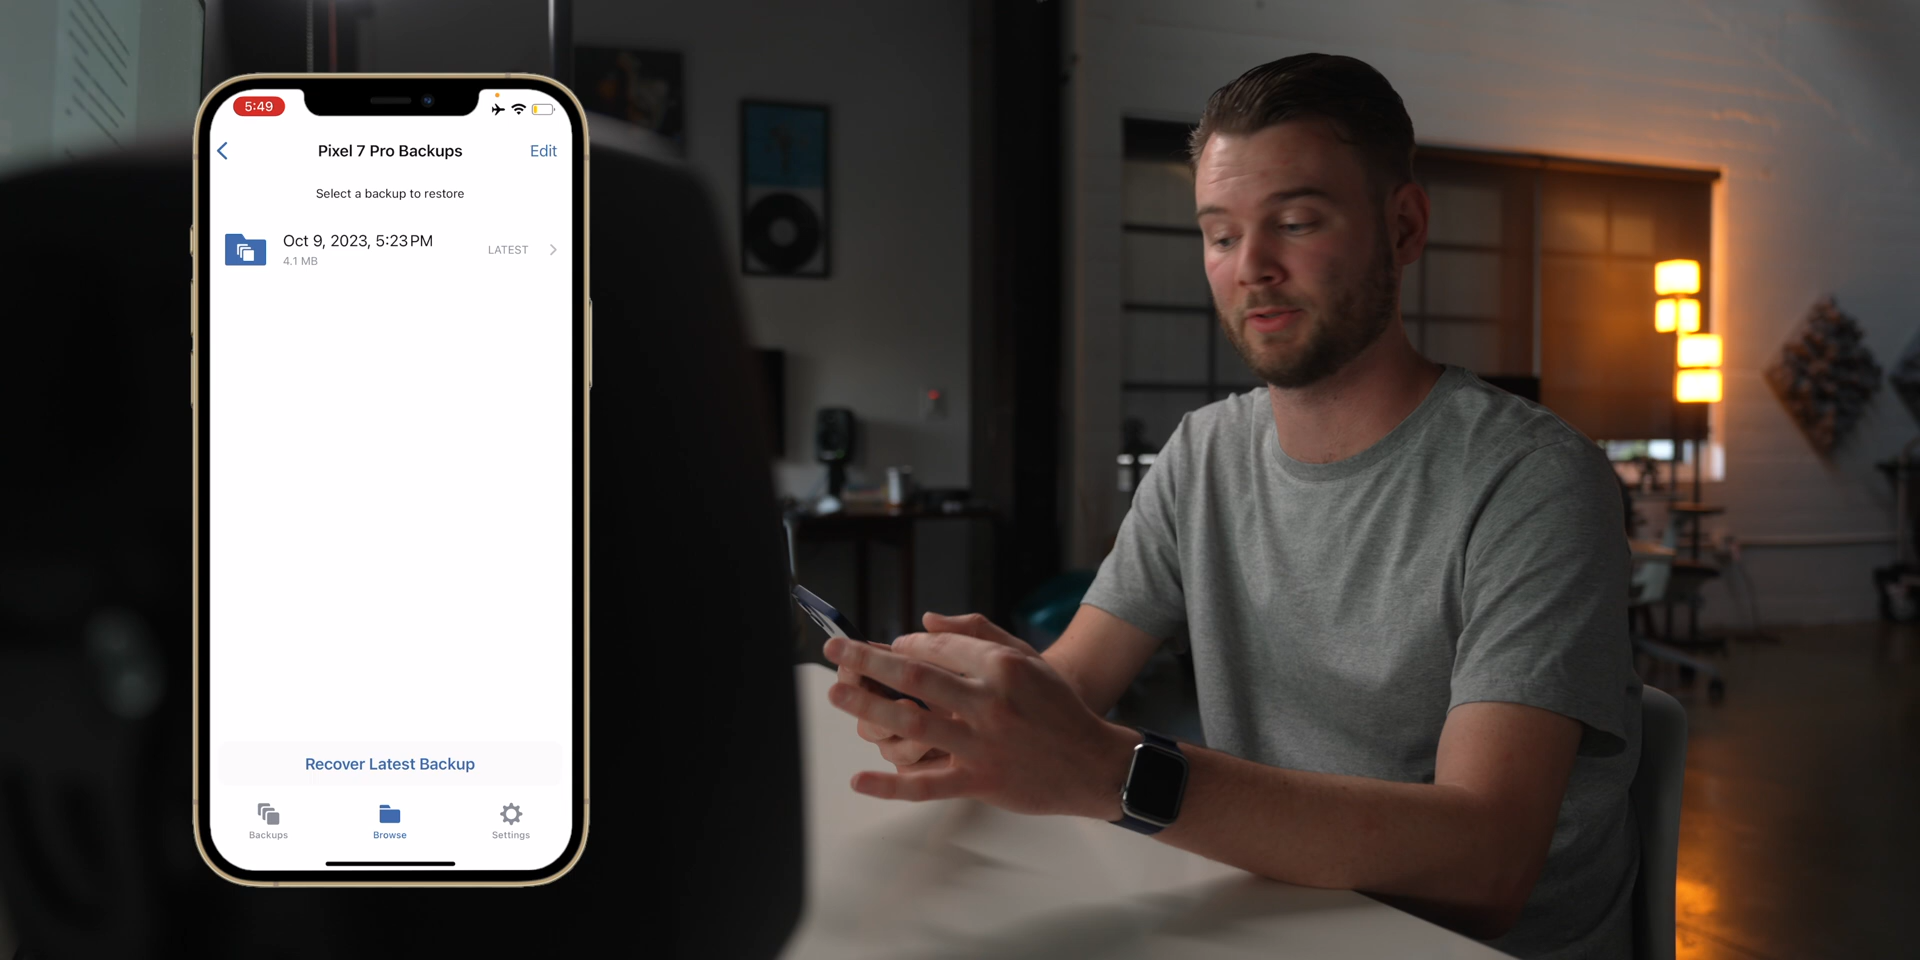 5:49
Pixel 7 Pro Backups
Edit
Select a backup to restore
Oct 9, 2023, 5:23 PM
4.1 MB
LATEST
Recover Latest Backup
Backups
Browse
Settings